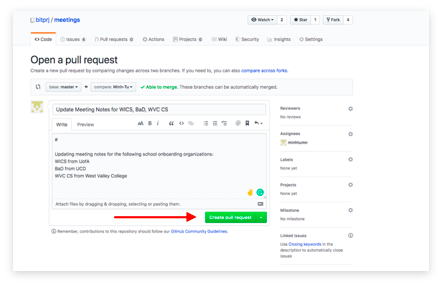 bitprj / meetings
Watch 2 Star 1 Fork 4
Code Issues 4 Pull requests 0 Actions Projects 0 Wiki Security Insights Settings
Open a pull request
Create a new pull request by comparing changes across two branches. If you need to, you can also compare across forks.
base: master compare: Minh-Tu Able to merge. These branches can be automatically merged.
Update Meeting Notes for WiCS, BaD, WVC CS
Write Preview
#
Updating meeting notes for the following school onboarding organizations:
WiCS from UofA
BaD from UCD
WVC CS from West Valley College
Attach files by dragging & dropping, selecting or pasting them.
Create pull request
Remember, contributions to this repository should follow our GitHub Community Guidelines.
Reviewers
No reviews
Assignees
Labels
None yet
Projects
None yet
Milestone
No milestone
Linked issues
Use Closing keywords in the
description to automatically close
issues